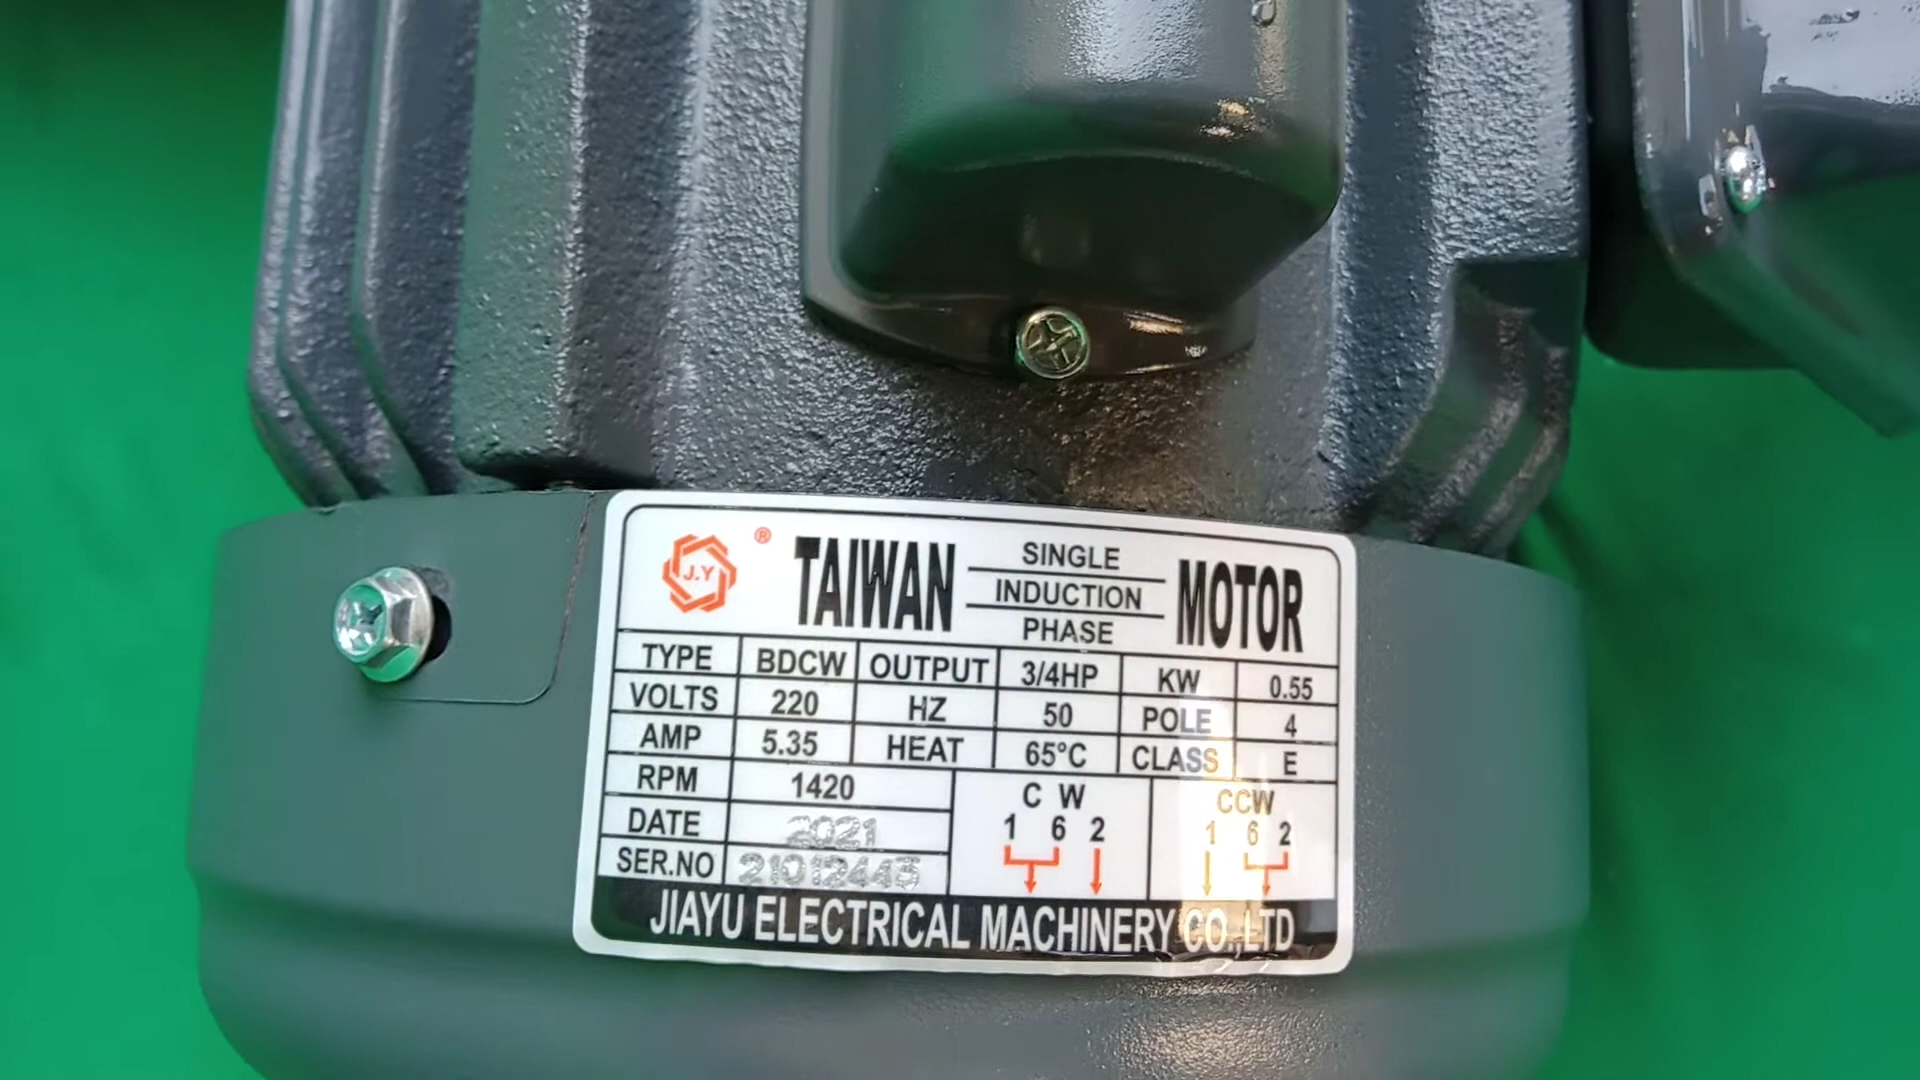 J.Y ® TAIWAN SINGLE INDUCTION PHASE MOTOR
TYPE BDCW OUTPUT 3/4HP KW 0.55
VOLTS 220 HZ 50 POLE 4
AMP 5.35 HEAT 65°C CLASS E
RPM 1420
DATE 2021
SER.NO 21012443
C W
1 6 2
CCW
1 6 2
JIAYU ELECTRICAL MACHINERY CO.,LTD